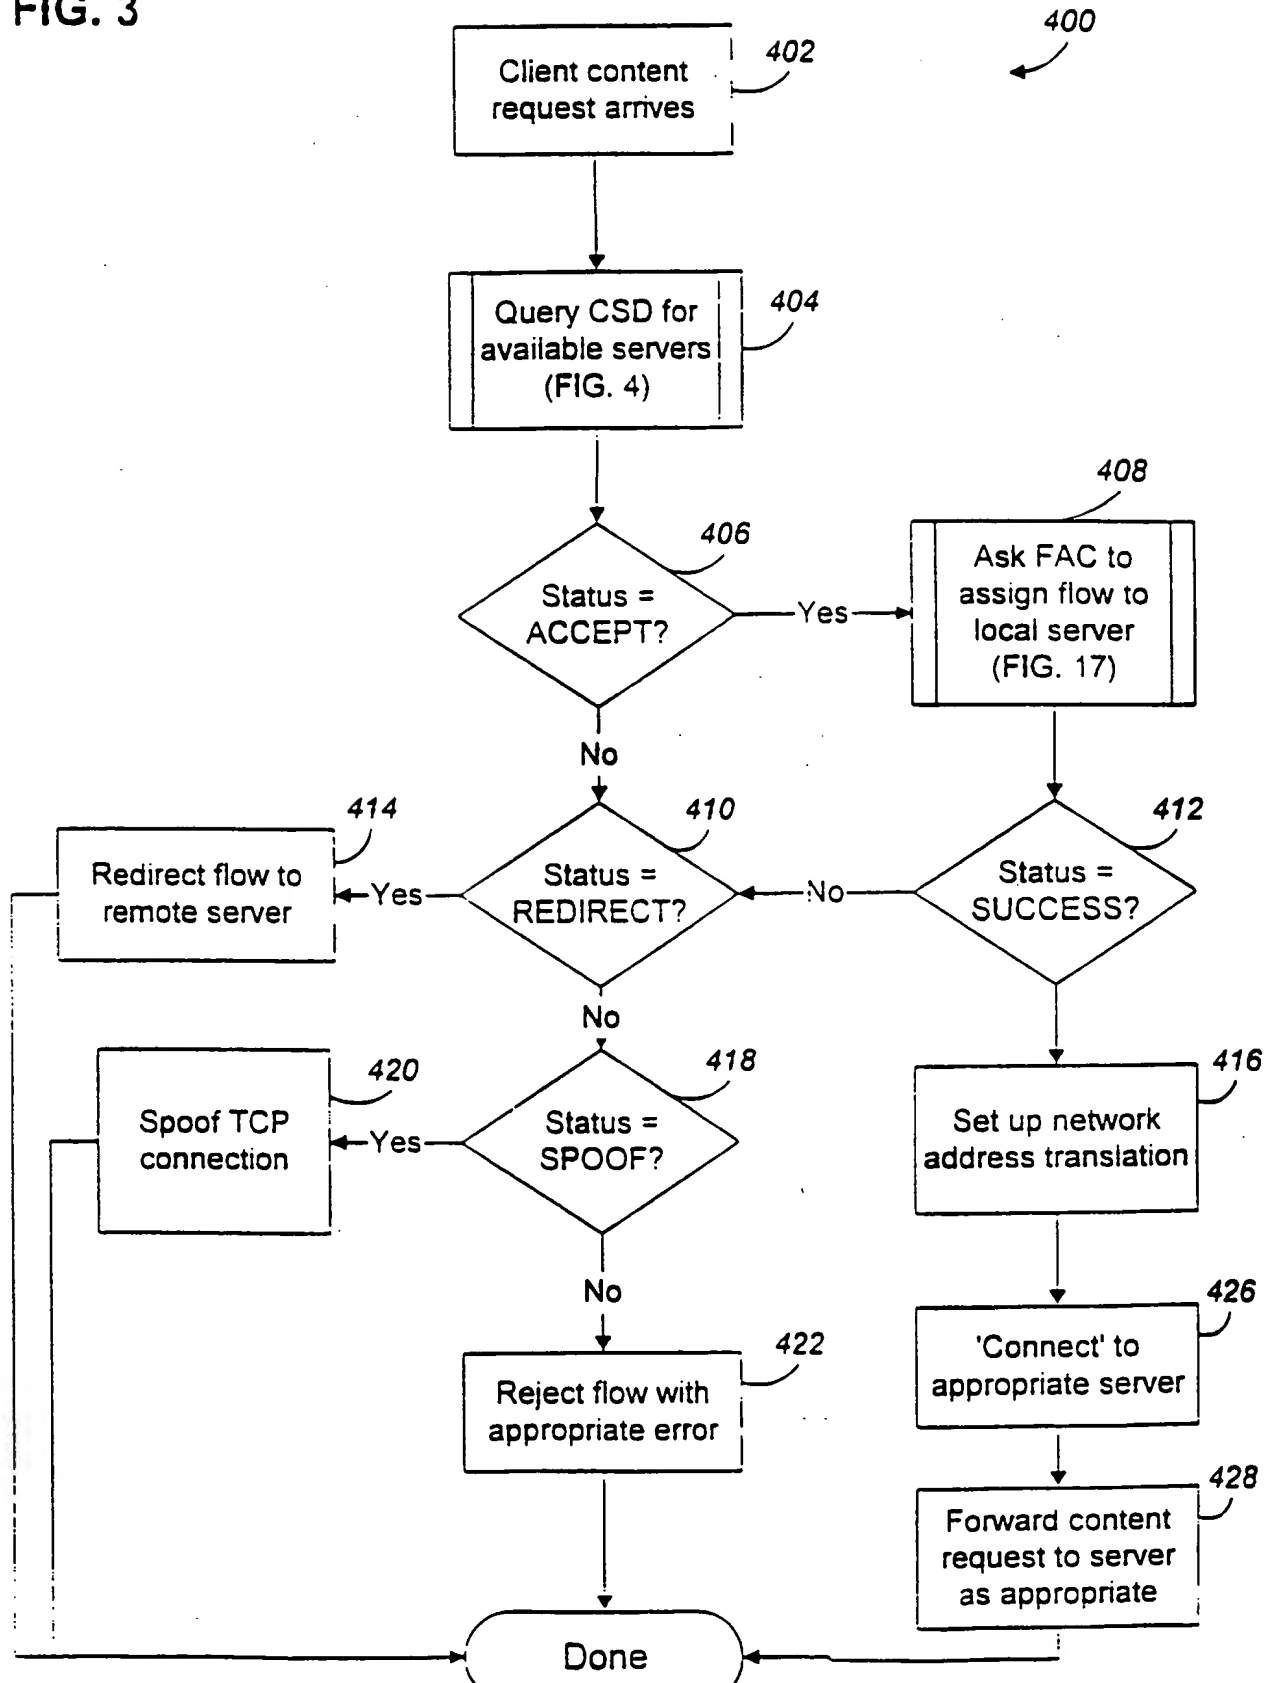 FIG. 3
400
Client content
request arrives
402
Query CSD for
available servers
(FIG. 4)
404
406
Status =
ACCEPT?
Yes
408
Ask FAC to
assign flow to
local server
(FIG. 17)
No
414
Redirect flow to
remote server
Yes
410
Status =
REDIRECT?
No
412
Status =
SUCCESS?
No
420
Spoof TCP
connection
Yes
418
Status =
SPOOF?
416
Set up network
address translation
No
422
Reject flow with
appropriate error
426
'Connect' to
appropriate server
428
Forward content
request to server
as appropriate
Done